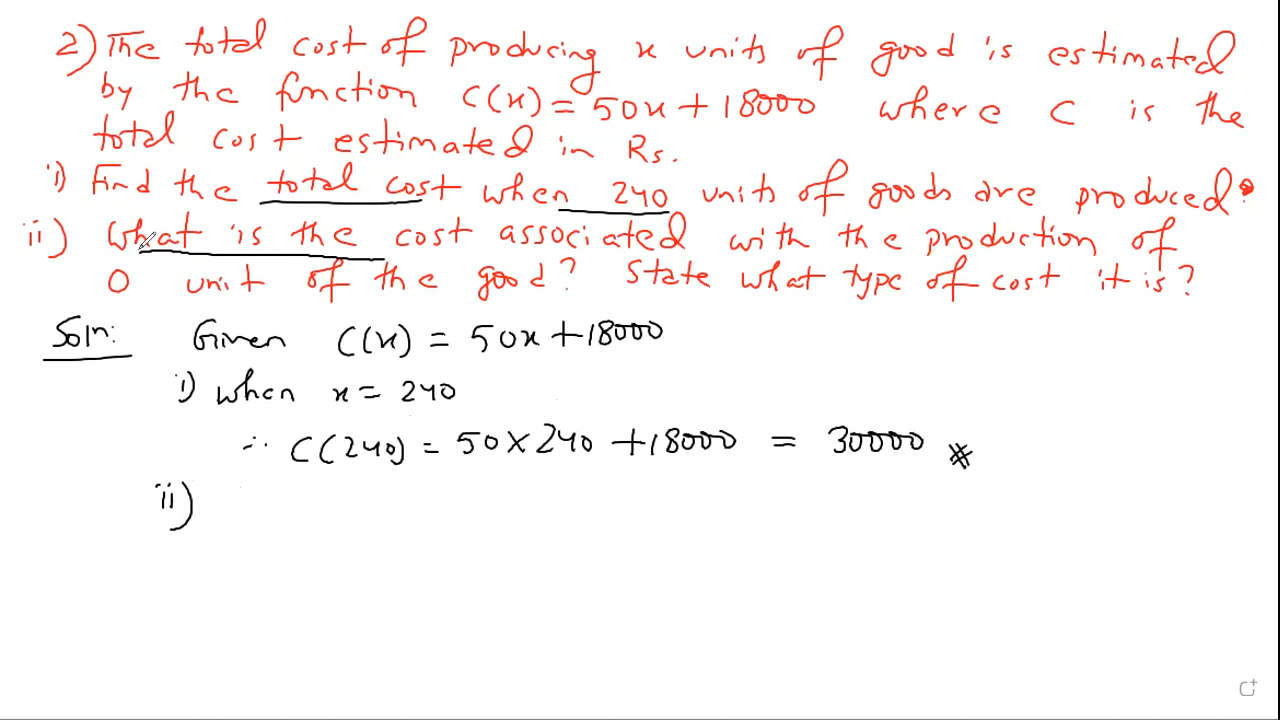 2) The total cost of producing x units of good is estimated
by the function C(x) = 50x + 18000 where C is the
total cost estimated in Rs.
i) Find the total cost when 240 units of goods are produced?
ii) What is the cost associated with the production of
0 unit of the good? State what type of cost it is?
Soln: Given C(x) = 50x + 18000
i) when x = 240
∴ C(240) = 50 × 240 + 18000 = 30000 #
ii)